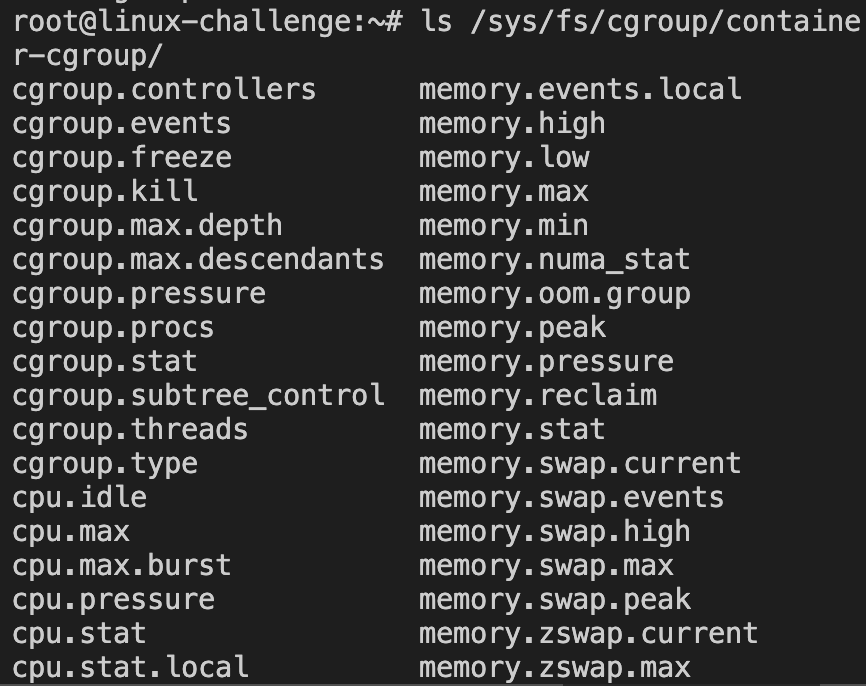 root@linux-challenge:~# ls /sys/fs/cgroup/containe
r-cgroup/
cgroup.controllers memory.events.local
cgroup.events memory.high
cgroup.freeze memory.low
cgroup.kill memory.max
cgroup.max.depth memory.min
cgroup.max.descendants memory.numa_stat
cgroup.pressure memory.oom.group
cgroup.procs memory.peak
cgroup.stat memory.pressure
cgroup.subtree_control memory.reclaim
cgroup.threads memory.stat
cgroup.type memory.swap.current
cpu.idle memory.swap.events
cpu.max memory.swap.high
cpu.max.burst memory.swap.max
cpu.pressure memory.swap.peak
cpu.stat memory.zswap.current
cpu.stat.local memory.zswap.max